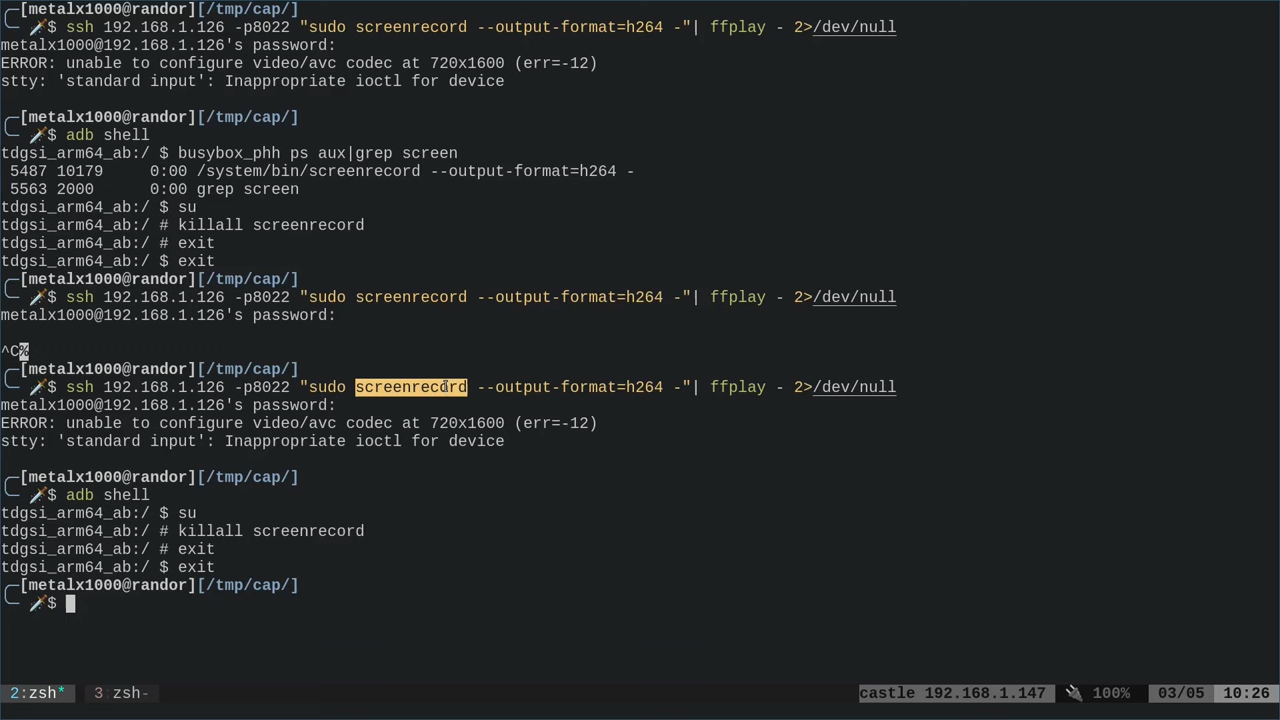 ╭─[metalx1000@randor][/tmp/cap/]
╰─ 🗡️$ ssh 192.168.1.126 -p8022 "sudo screenrecord --output-format=h264 -"| ffplay - 2>/dev/null
metalx1000@192.168.1.126's password:
ERROR: unable to configure video/avc codec at 720x1600 (err=-12)
stty: 'standard input': Inappropriate ioctl for device
╭─[metalx1000@randor][/tmp/cap/]
╰─ 🗡️$ adb shell
tdgsi_arm64_ab:/ $ busybox_phh ps aux|grep screen
5487 10179 0:00 /system/bin/screenrecord --output-format=h264 -
5563 2000 0:00 grep screen
tdgsi_arm64_ab:/ $ su
tdgsi_arm64_ab:/ # killall screenrecord
tdgsi_arm64_ab:/ # exit
tdgsi_arm64_ab:/ $ exit
╭─[metalx1000@randor][/tmp/cap/]
╰─ 🗡️$ ssh 192.168.1.126 -p8022 "sudo screenrecord --output-format=h264 -"| ffplay - 2>/dev/null
metalx1000@192.168.1.126's password:
^C%
╭─[metalx1000@randor][/tmp/cap/]
╰─ 🗡️$ ssh 192.168.1.126 -p8022 "sudo screenrecord --output-format=h264 -"| ffplay - 2>/dev/null
metalx1000@192.168.1.126's password:
ERROR: unable to configure video/avc codec at 720x1600 (err=-12)
stty: 'standard input': Inappropriate ioctl for device
╭─[metalx1000@randor][/tmp/cap/]
╰─ 🗡️$ adb shell
tdgsi_arm64_ab:/ $ su
tdgsi_arm64_ab:/ # killall screenrecord
tdgsi_arm64_ab:/ # exit
tdgsi_arm64_ab:/ $ exit
╭─[metalx1000@randor][/tmp/cap/]
╰─ 🗡️$
2:zsh* 3:zsh- castle 192.168.1.147 🔌 100% 03/05 10:26